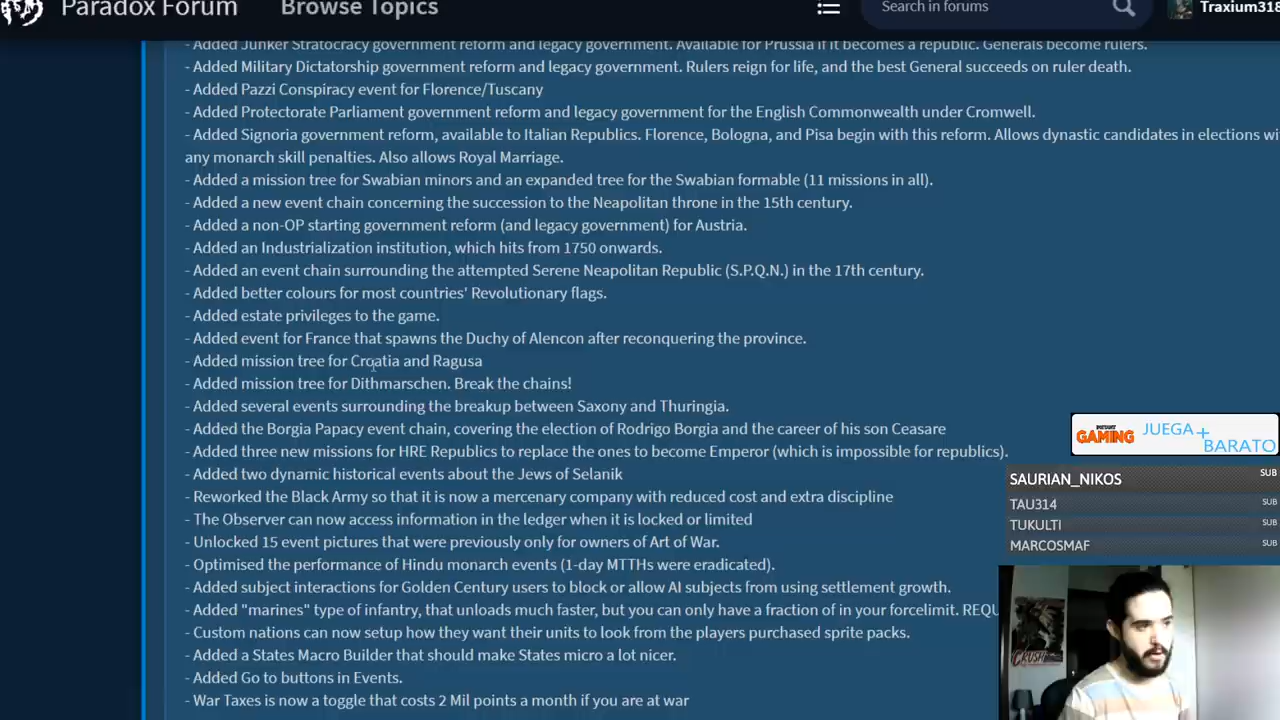 Paradox Forum
Browse Topics
Search in forums
Traxium318
- Added Junker Stratocracy government reform and legacy government. Available for Prussia if it becomes a republic. Generals become rulers.
- Added Military Dictatorship government reform and legacy government. Rulers reign for life, and the best General succeeds on ruler death.
- Added Pazzi Conspiracy event for Florence/Tuscany
- Added Protectorate Parliament government reform and legacy government for the English Commonwealth under Cromwell.
- Added Signoria government reform, available to Italian Republics. Florence, Bologna, and Pisa begin with this reform. Allows dynastic candidates in elections wi
any monarch skill penalties. Also allows Royal Marriage.
- Added a mission tree for Swabian minors and an expanded tree for the Swabian formable (11 missions in all).
- Added a new event chain concerning the succession to the Neapolitan throne in the 15th century.
- Added a non-OP starting government reform (and legacy government) for Austria.
- Added an Industrialization institution, which hits from 1750 onwards.
- Added an event chain surrounding the attempted Serene Neapolitan Republic (S.P.Q.N.) in the 17th century.
- Added better colours for most countries' Revolutionary flags.
- Added estate privileges to the game.
- Added event for France that spawns the Duchy of Alencon after reconquering the province.
- Added mission tree for Croatia and Ragusa
- Added mission tree for Dithmarschen. Break the chains!
- Added several events surrounding the breakup between Saxony and Thuringia.
- Added the Borgia Papacy event chain, covering the election of Rodrigo Borgia and the career of his son Ceasare
- Added three new missions for HRE Republics to replace the ones to become Emperor (which is impossible for republics).
- Added two dynamic historical events about the Jews of Selanik
- Reworked the Black Army so that it is now a mercenary company with reduced cost and extra discipline
- The Observer can now access information in the ledger when it is locked or limited
- Unlocked 15 event pictures that were previously only for owners of Art of War.
- Optimised the performance of Hindu monarch events (1-day MTTHs were eradicated).
- Added subject interactions for Golden Century users to block or allow AI subjects from using settlement growth.
- Added "marines" type of infantry, that unloads much faster, but you can only have a fraction of in your forcelimit. REQU
- Custom nations can now setup how they want their units to look from the players purchased sprite packs.
- Added a States Macro Builder that should make States micro a lot nicer.
- Added Go to buttons in Events.
- War Taxes is now a toggle that costs 2 Mil points a month if you are at war
INSTANT GAMING JUEGA+
BARATO
SAURIAN_NIKOS SUB
TAU314 SUB
TUKULTI SUB
MARCOSMAF SUB
CRUSH